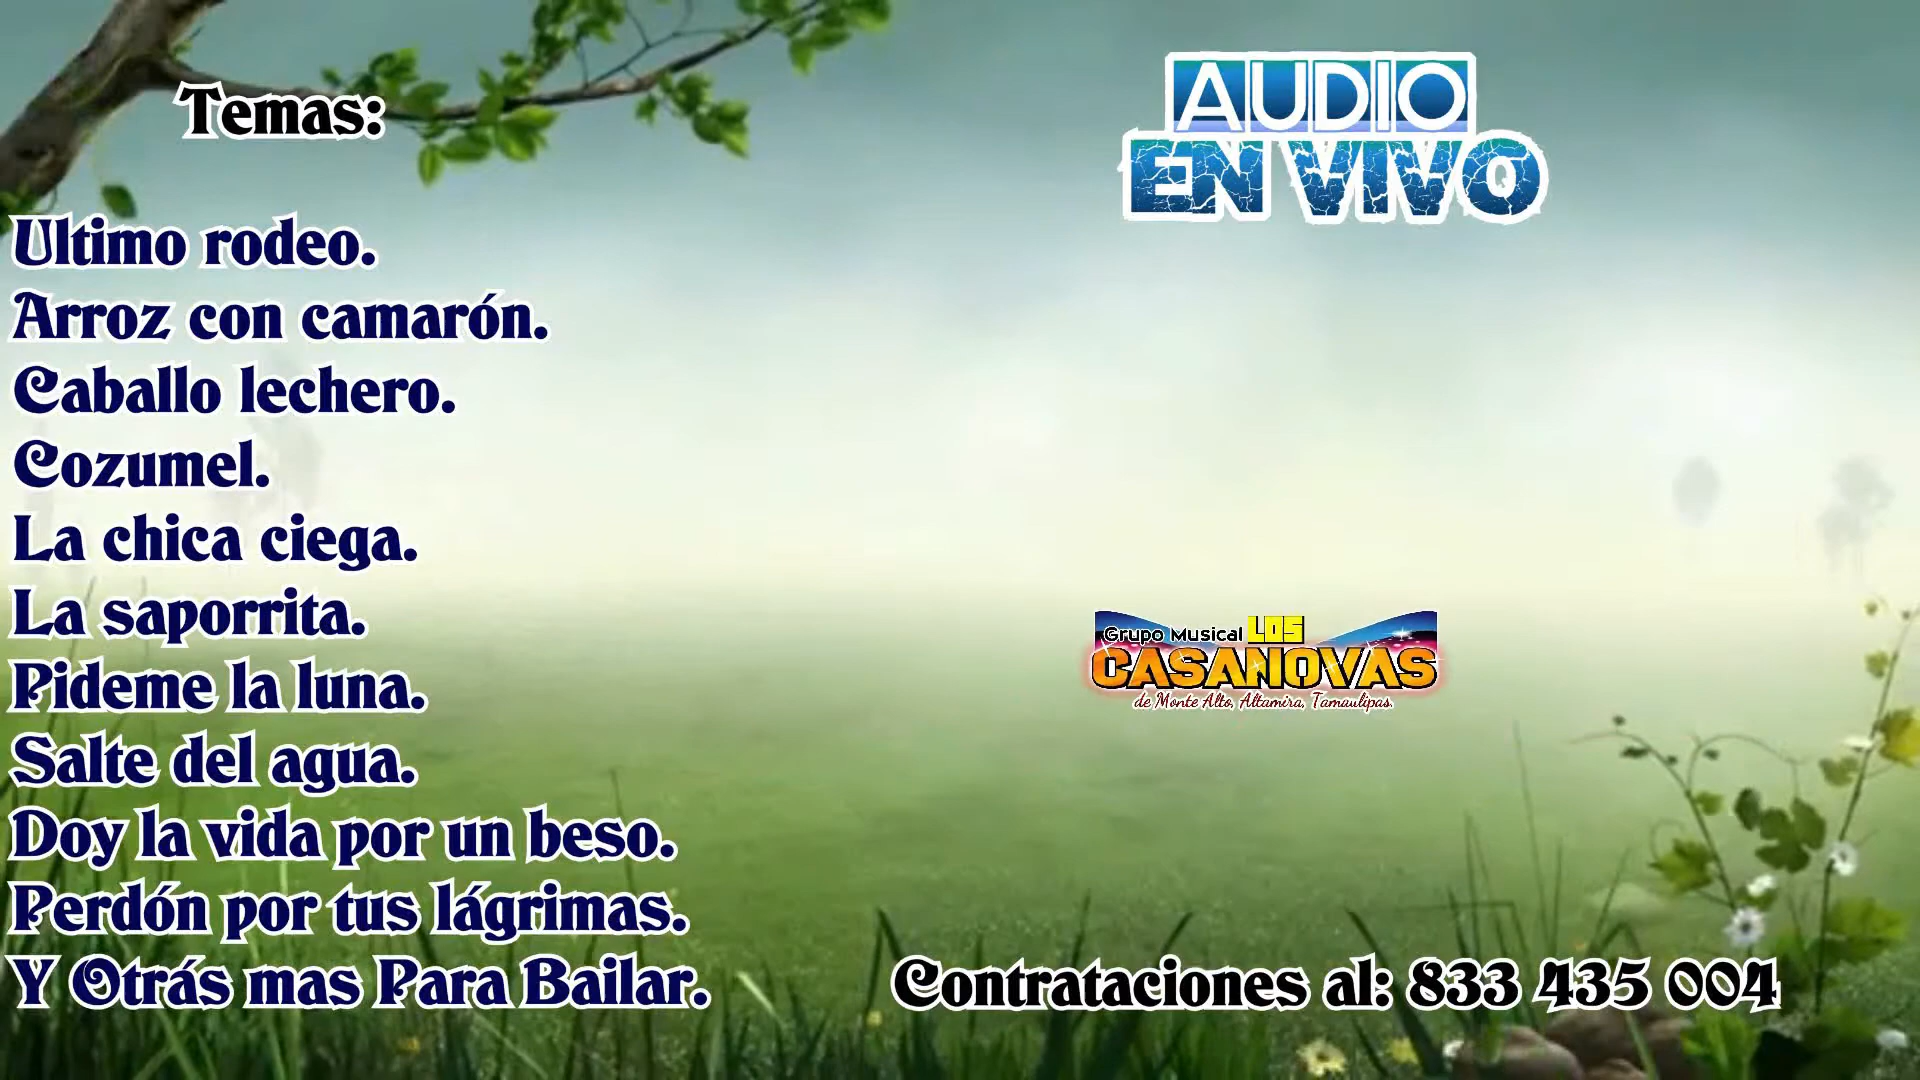 Temas:
Ultimo rodeo.
Arroz con camarón.
Caballo lechero.
Cozumel.
La chica ciega.
La saporrita.
Pideme la luna.
Salte del agua.
Doy la vida por un beso.
Perdón por tus lágrimas.
Y Otrás mas Para Bailar.
AUDIO
EN VIVO
Grupo Musical LOS
CASANOVAS
de Monte Alto, Altamira, Tamaulipas.
Contrataciones al: 833 435 004